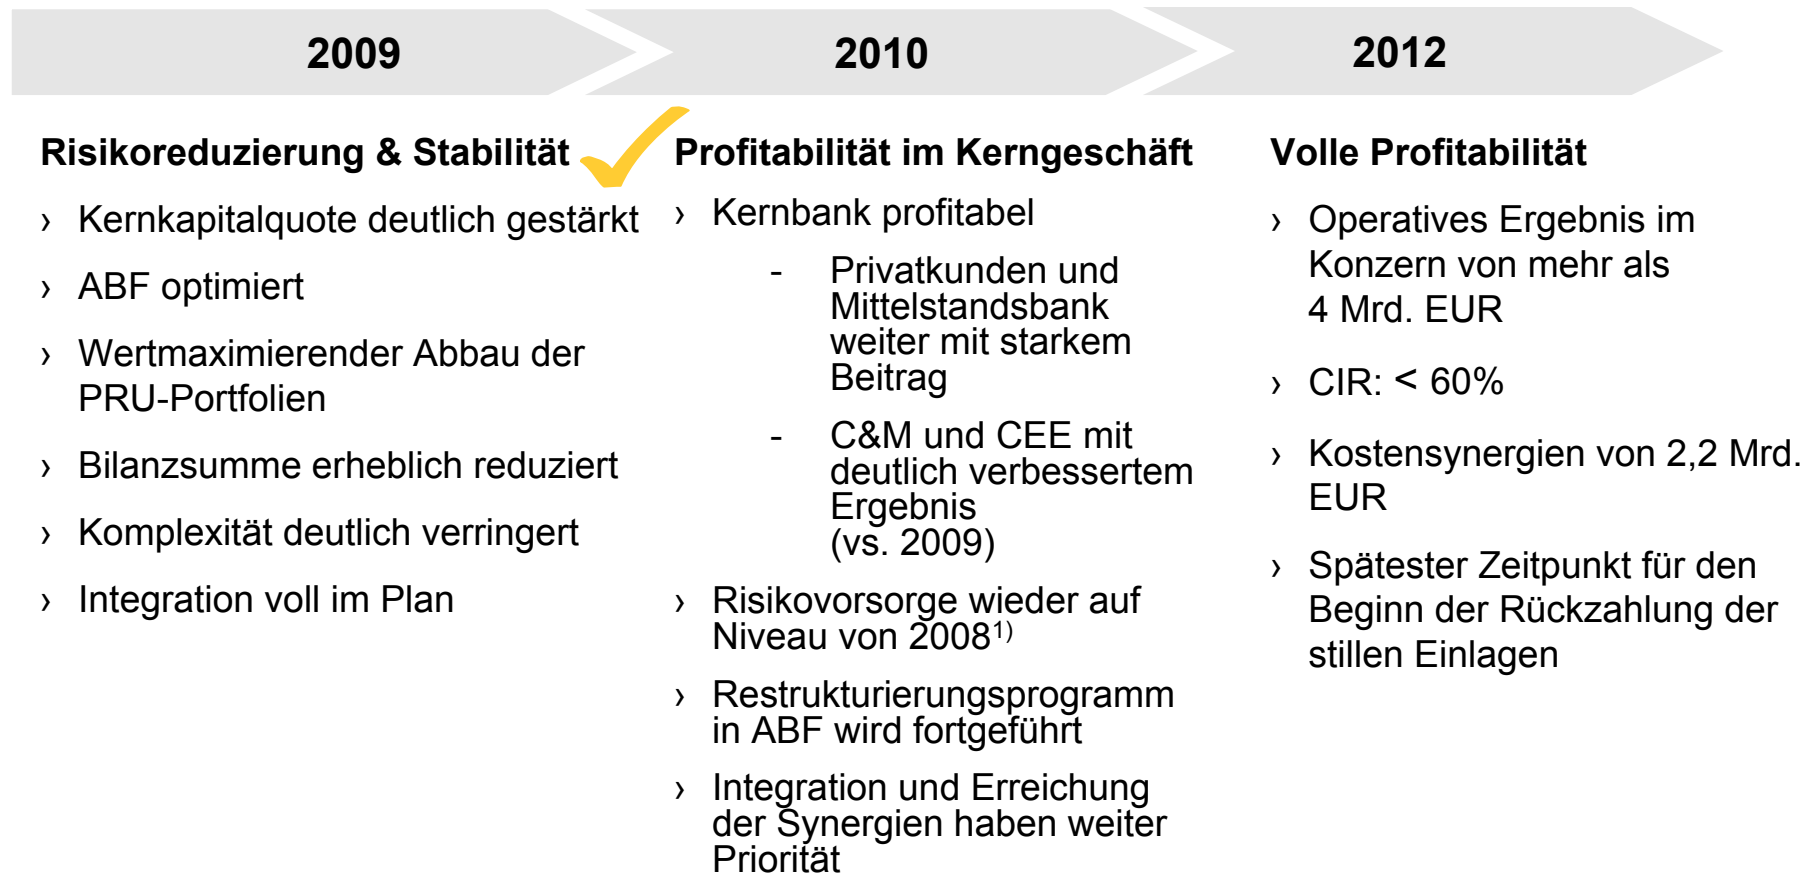 2009
2010
2012
Risikoreduzierung & Stabilität
› Kernkapitalquote deutlich gestärkt
› ABF optimiert
› Wertmaximierender Abbau der
PRU-Portfolien
› Bilanzsumme erheblich reduziert
› Komplexität deutlich verringert
› Integration voll im Plan
Profitabilität im Kerngeschäft
› Kernbank profitabel
- Privatkunden und
Mittelstandsbank
weiter mit starkem
Beitrag
- C&M und CEE mit
deutlich verbessertem
Ergebnis
(vs. 2009)
› Risikovorsorge wieder auf
Niveau von 2008¹⁾
› Restrukturierungsprogramm
in ABF wird fortgeführt
› Integration und Erreichung
der Synergien haben weiter
Priorität
Volle Profitabilität
› Operatives Ergebnis im
Konzern von mehr als
4 Mrd. EUR
› CIR: < 60%
› Kostensynergien von 2,2 Mrd.
EUR
› Spätester Zeitpunkt für den
Beginn der Rückzahlung der
stillen Einlagen